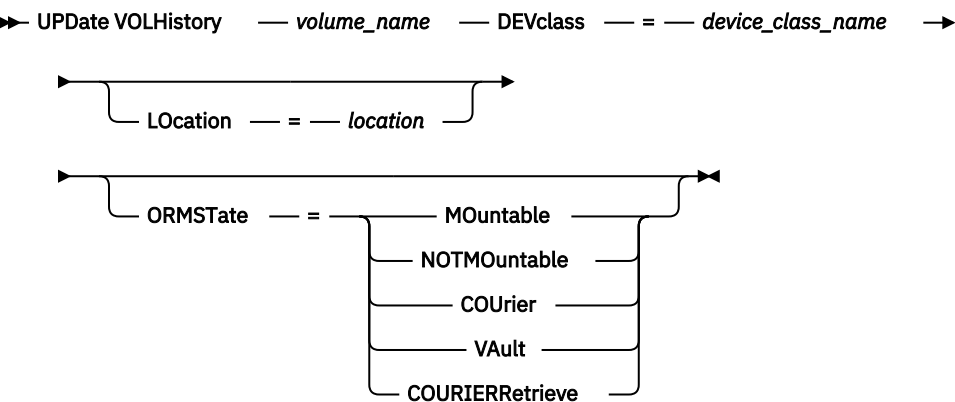 UPDate VOLHistory volume_name DEVclass = device_class_name
LOcation = location
ORMSTate = MOuntable
NOTMOuntable
COUrier
VAult
COURIERRetrieve